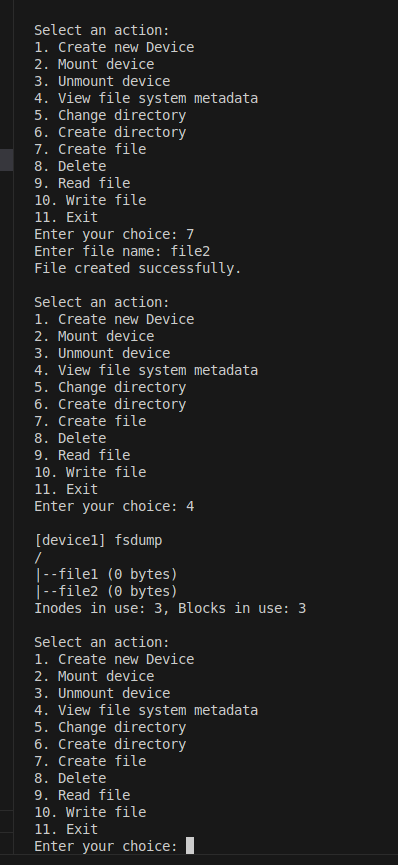 Select an action:
1. Create new Device
2. Mount device
3. Unmount device
4. View file system metadata
5. Change directory
6. Create directory
7. Create file
8. Delete
9. Read file
10. Write file
11. Exit
Enter your choice: 7
Enter file name: file2
File created successfully.

Select an action:
1. Create new Device
2. Mount device
3. Unmount device
4. View file system metadata
5. Change directory
6. Create directory
7. Create file
8. Delete
9. Read file
10. Write file
11. Exit
Enter your choice: 4

[device1] fsdump
/
|--file1 (0 bytes)
|--file2 (0 bytes)
Inodes in use: 3, Blocks in use: 3

Select an action:
1. Create new Device
2. Mount device
3. Unmount device
4. View file system metadata
5. Change directory
6. Create directory
7. Create file
8. Delete
9. Read file
10. Write file
11. Exit
Enter your choice: